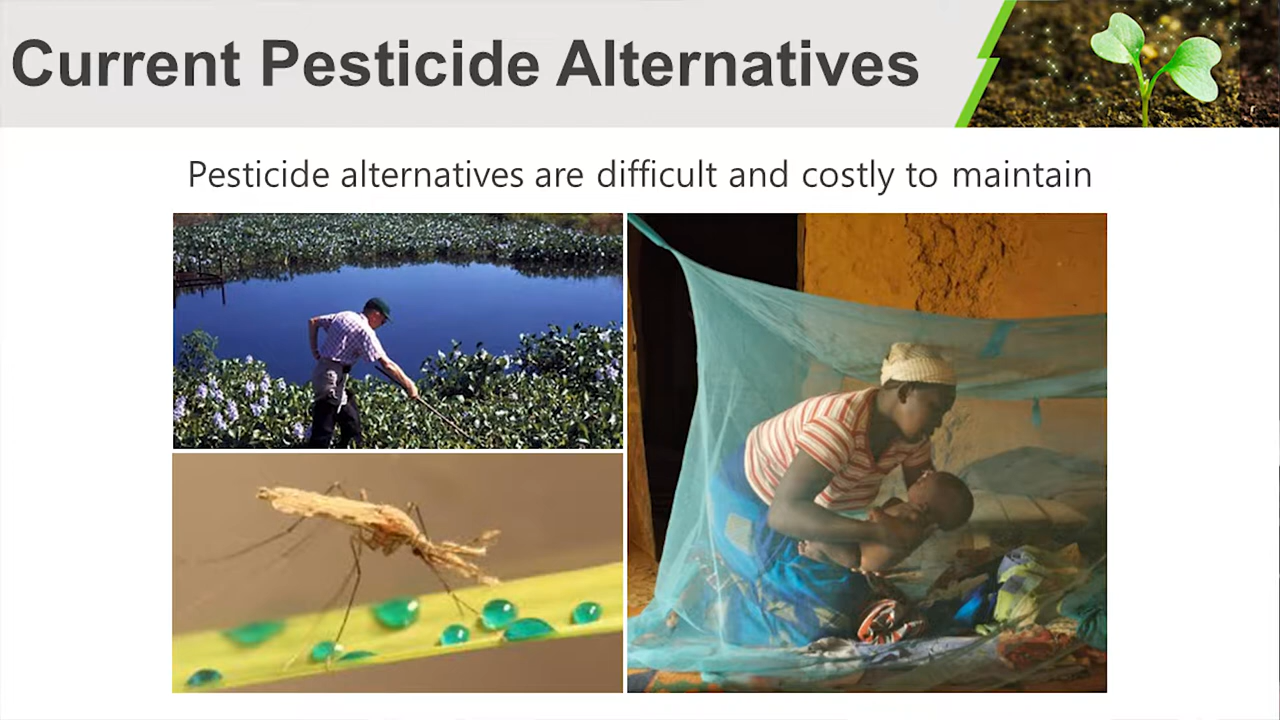 Current Pesticide Alternatives
Pesticide alternatives are difficult and costly to maintain